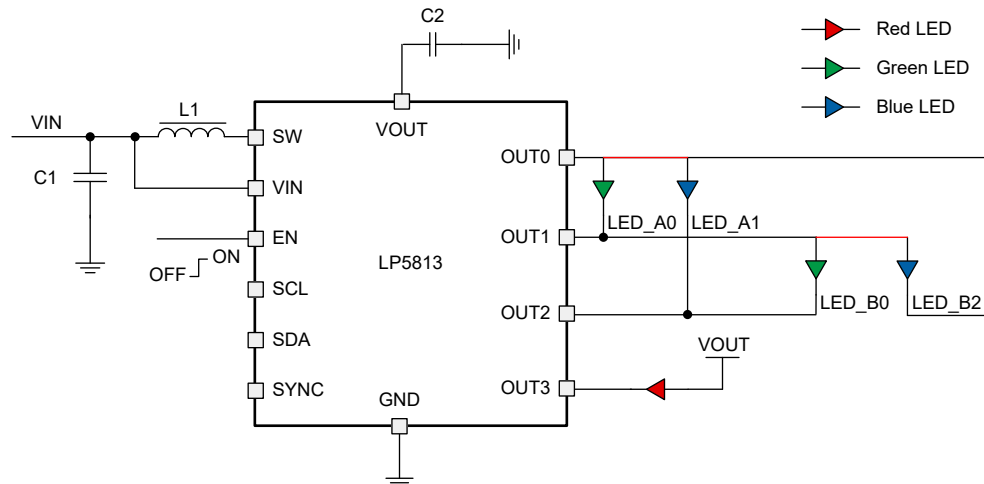 C2
Red LED
Green LED
Blue LED
VIN
L1
C1
SW
VOUT
OUT0
VIN
LED_A0
LED_A1
EN
OUT1
OFF
ON
LP5813
SCL
LED_B0
LED_B2
OUT2
SDA
VOUT
SYNC
GND
OUT3